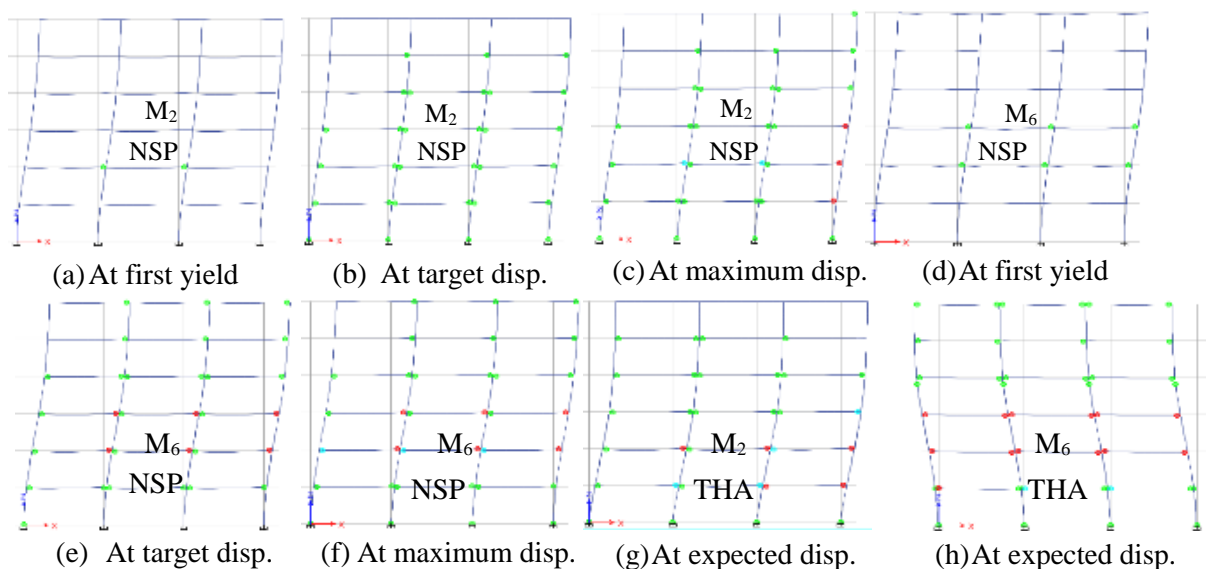 M₂
NSP
M₂
NSP
M₂
NSP
M₆
NSP
X
X
X
X
(a) At first yield
(b) At target disp.
(c) At maximum disp.
(d) At first yield
M₆
NSP
M₆
NSP
M₂
THA
M₆
THA
X
X
X
X
(e) At target disp.
(f) At maximum disp.
(g) At expected disp.
(h) At expected disp.